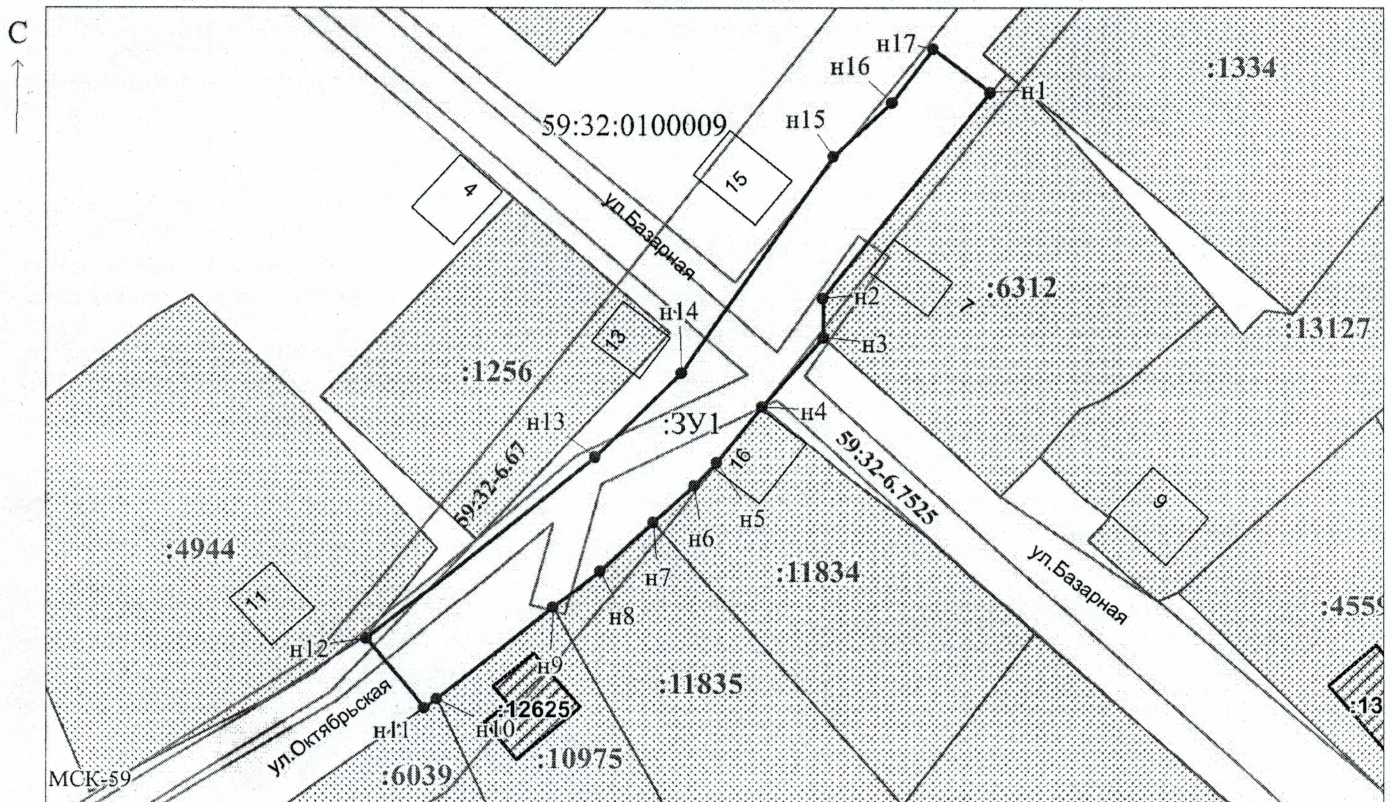 С
н17
н16
н1
:1334
59:32:0100009
н15
4
15
ул.Базарная
н2
7
:6312
:13127
н14
13
н3
:1256
:ЗУ1
н4
н13
59:32-6.67
16
59:32-6.7525
н5
9
н6
:4944
:11834
ул.Базарная
н7
11
н8
:4559
н12
н9
:11835
ул.Октябрьская
:12625
:13
н11
н10
:10975
:6039
МСК-59